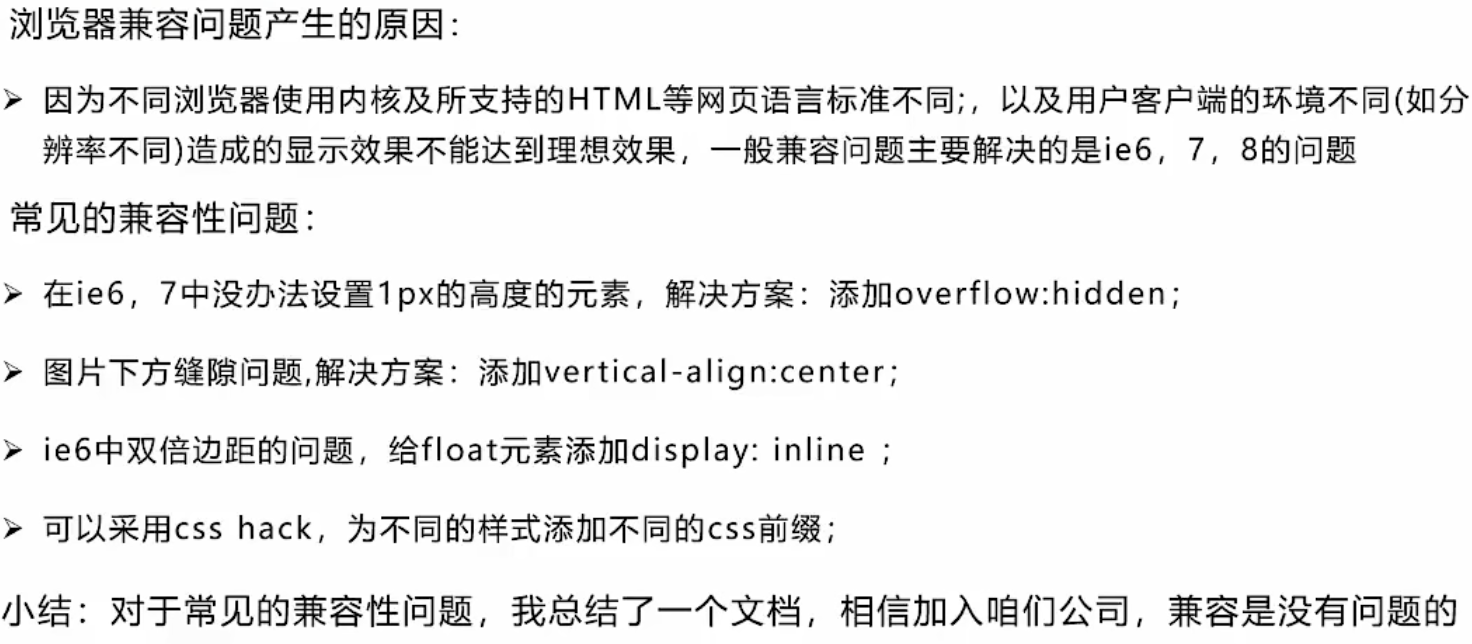 浏览器兼容问题产生的原因：
➢ 因为不同浏览器使用内核及所支持的HTML等网页语言标准不同;，以及用户客户端的环境不同(如分
辨率不同)造成的显示效果不能达到理想效果，一般兼容问题主要解决的是ie6，7，8的问题
常见的兼容性问题：
➢ 在ie6，7中没办法设置1px的高度的元素，解决方案：添加overflow:hidden；
➢ 图片下方缝隙问题,解决方案：添加vertical-align:center；
➢ ie6中双倍边距的问题，给float元素添加display: inline ；
➢ 可以采用css hack，为不同的样式添加不同的css前缀；
小结：对于常见的兼容性问题，我总结了一个文档，相信加入咱们公司，兼容是没有问题的